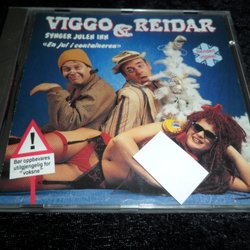 VIGGO & REIDAR
SYNGER JULEN INN
«En jul i containeren»
Bør oppbevares
utilgjengelig for
"voksne"